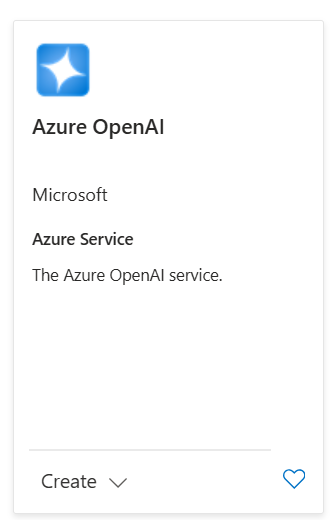 Azure OpenAI
Microsoft
Azure Service
The Azure OpenAI service.
Create